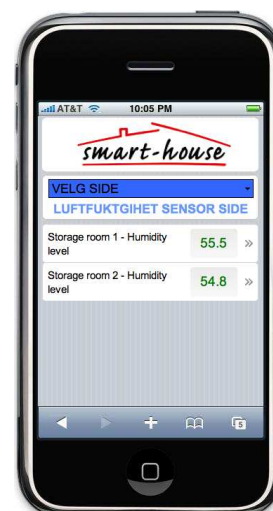 AT&T 10:05 PM
smart-house
VELG SIDE
LUFTFUKTGIHET SENSOR SIDE
Storage room 1 - Humidity
level
55.5 »
Storage room 2 - Humidity
level
54.8 »
5